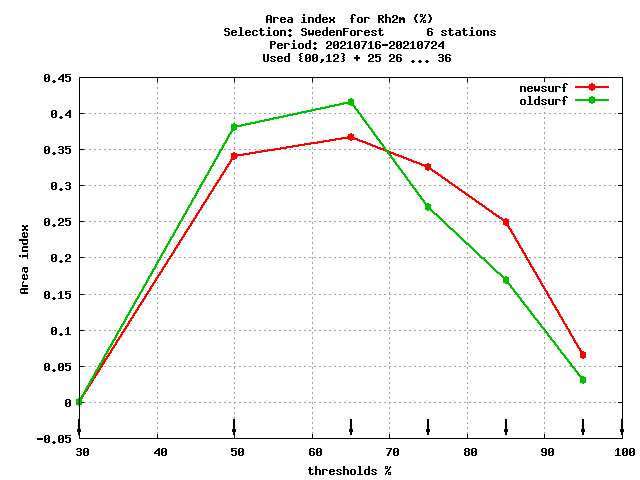 Area index  for Rh2m (%)
Selection: SwedenForest      6 stations
Period: 20210716-20210724
Used {00,12} + 25 26 ... 36
newsurf
oldsurf
0.45
0.4
0.35
0.3
0.25
0.2
0.15
0.1
0.05
0
-0.05
Area index
30 50 60 70 80 90 100
thresholds %